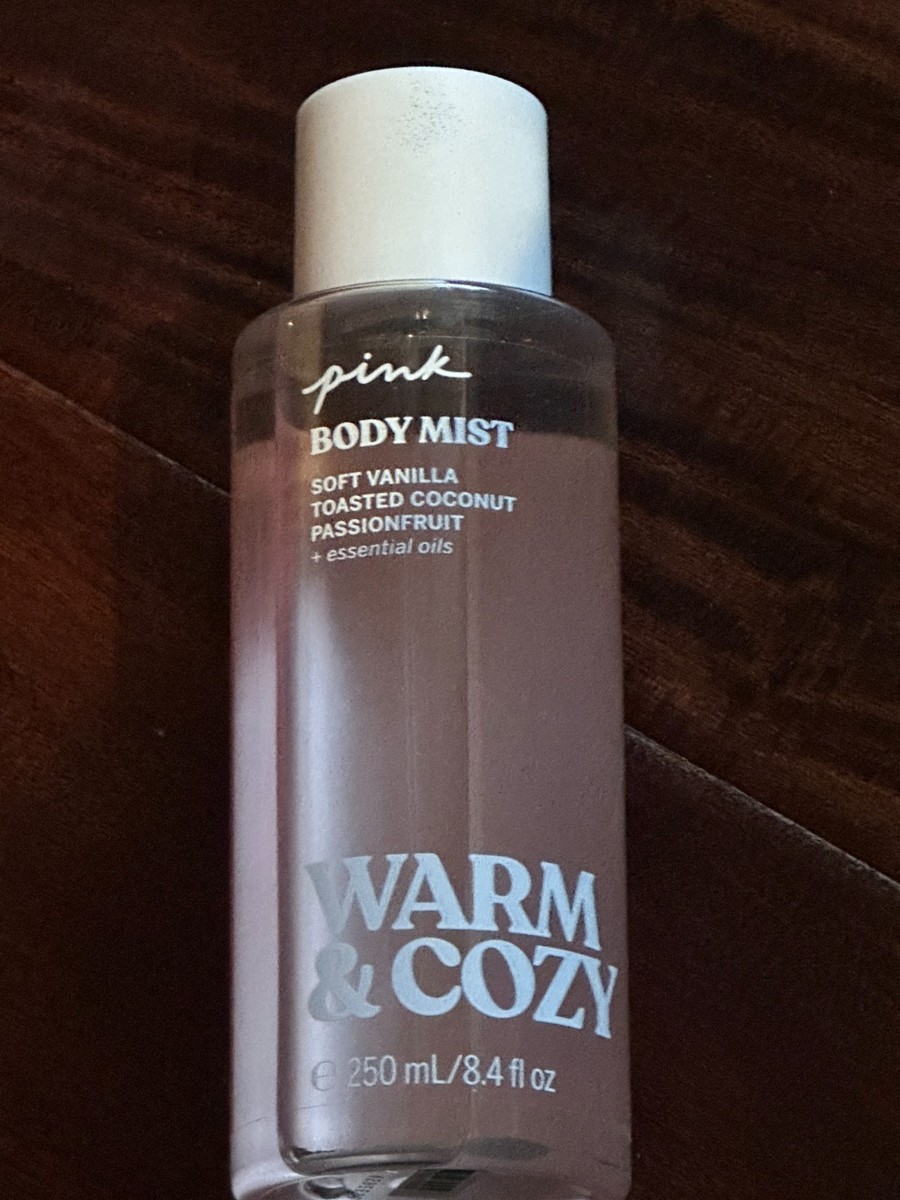 pink
BODY MIST
SOFT VANILLA
TOASTED COCONUT
PASSIONFRUIT
+ essential oils
WARM
& COZY
e 250 mL/8.4 fl oz